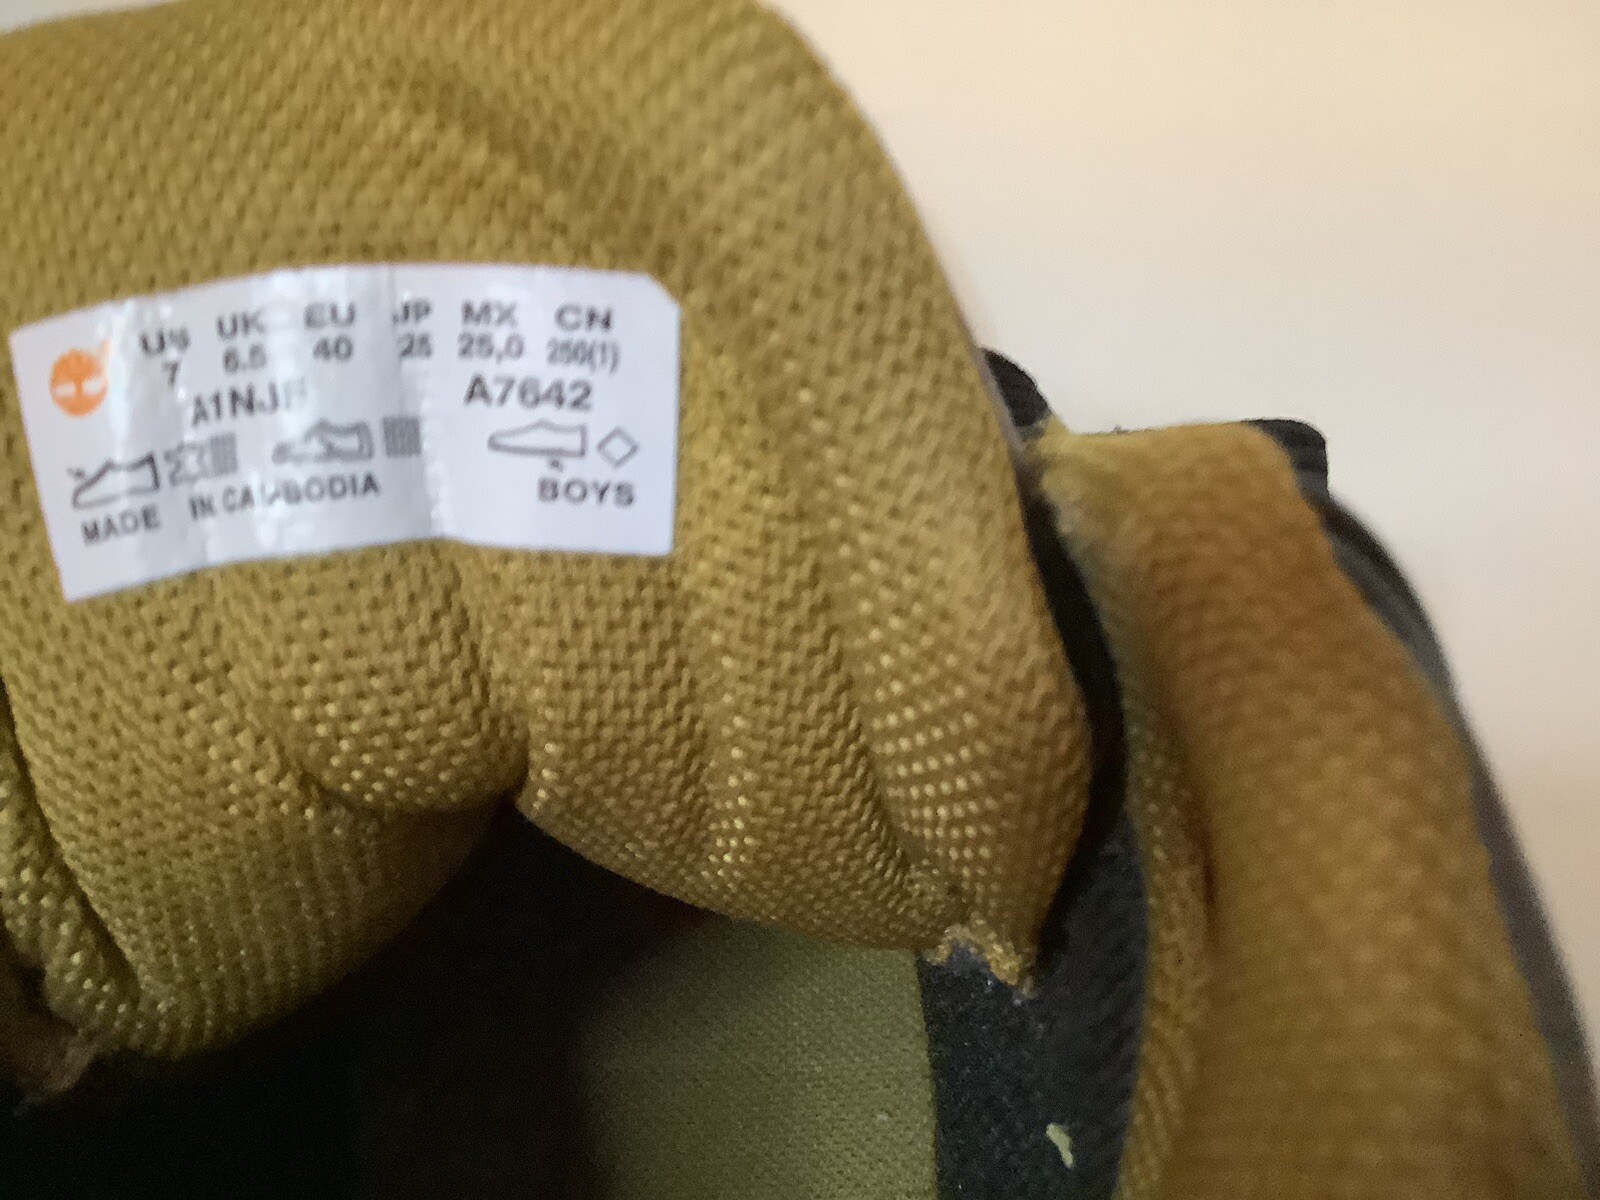 US UK EU JP MX CN
7 6.5 40 25 25,0 250(1)
A7642
MADE IN CAMBODIA
BOYS